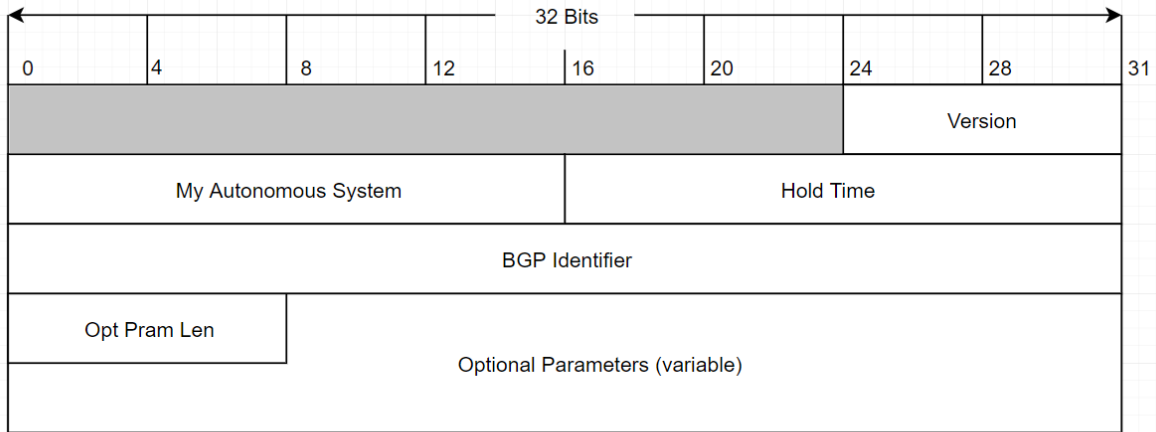 32 Bits
0 4 8 12 16 20 24 28 31
Version
My Autonomous System Hold Time
BGP Identifier
Opt Pram Len
Optional Parameters (variable)